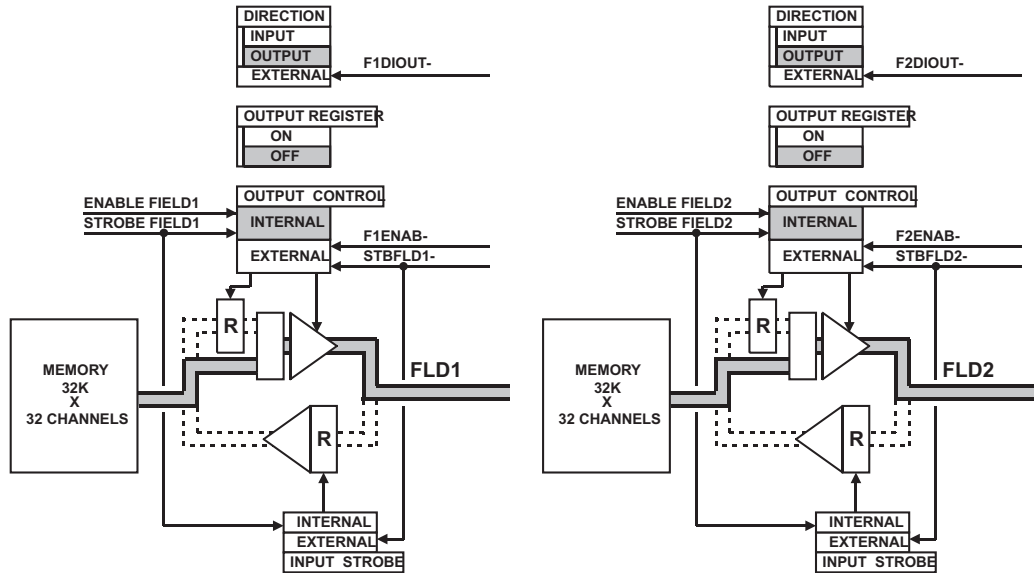 DIRECTION
INPUT
OUTPUT
EXTERNAL
F1DIOUT-
OUTPUT REGISTER
ON
OFF
OUTPUT CONTROL
ENABLE FIELD1
STROBE FIELD1
INTERNAL
EXTERNAL
F1ENAB-
STBFLD1-
R
MEMORY
32K
X
32 CHANNELS
FLD1
R
INTERNAL
EXTERNAL
INPUT STROBE
DIRECTION
INPUT
OUTPUT
EXTERNAL
F2DIOUT-
OUTPUT REGISTER
ON
OFF
OUTPUT CONTROL
ENABLE FIELD2
STROBE FIELD2
INTERNAL
EXTERNAL
F2ENAB-
STBFLD2-
R
MEMORY
32K
X
32 CHANNELS
FLD2
R
INTERNAL
EXTERNAL
INPUT STROBE